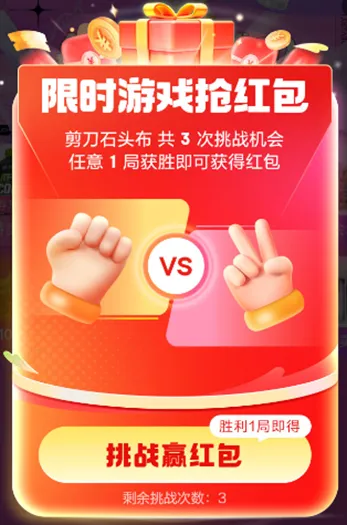 限时游戏抢红包
剪刀石头布 共 3 次挑战机会
任意 1 局获胜即可获得红包
VS
胜利1局即得
挑战赢红包
剩余挑战次数：3